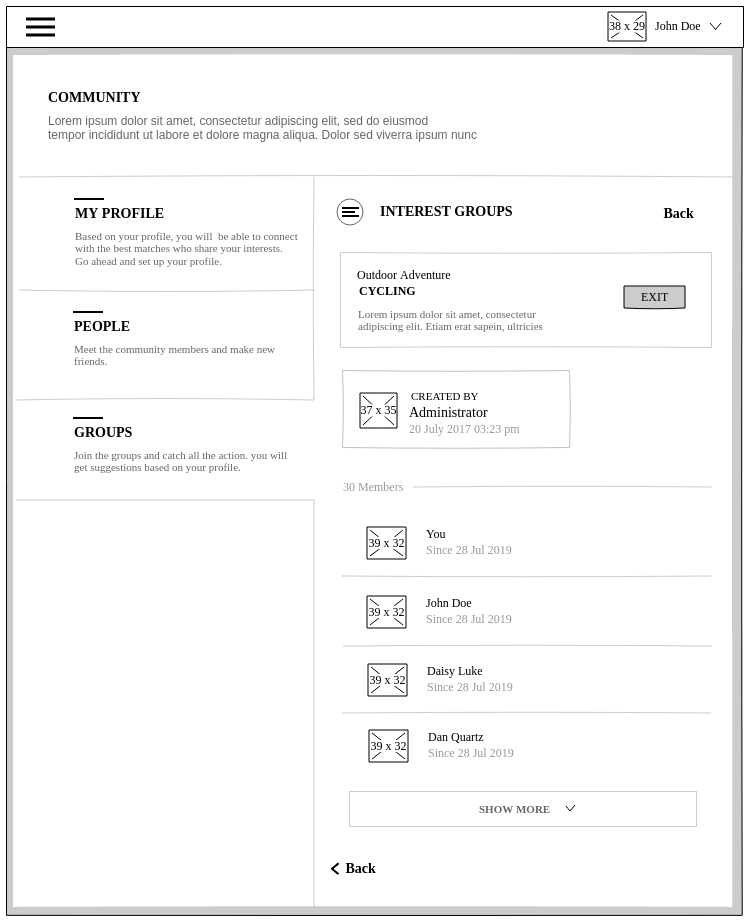 38 x 29 John Doe
COMMUNITY
Lorem ipsum dolor sit amet, consectetur adipiscing elit, sed do eiusmod
tempor incididunt ut labore et dolore magna aliqua. Dolor sed viverra ipsum nunc
MY PROFILE
Based on your profile, you will be able to connect
with the best matches who share your interests.
Go ahead and set up your profile.
PEOPLE
Meet the community members and make new
friends.
GROUPS
Join the groups and catch all the action. you will
get suggestions based on your profile.
INTEREST GROUPS
Back
Outdoor Adventure
CYCLING
Lorem ipsum dolor sit amet, consectetur
adipiscing elit. Etiam erat sapein, ultricies
EXIT
37 x 35
CREATED BY
Administrator
20 July 2017 03:23 pm
30 Members
39 x 32
You
Since 28 Jul 2019
39 x 32
John Doe
Since 28 Jul 2019
39 x 32
Daisy Luke
Since 28 Jul 2019
39 x 32
Dan Quartz
Since 28 Jul 2019
SHOW MORE
Back